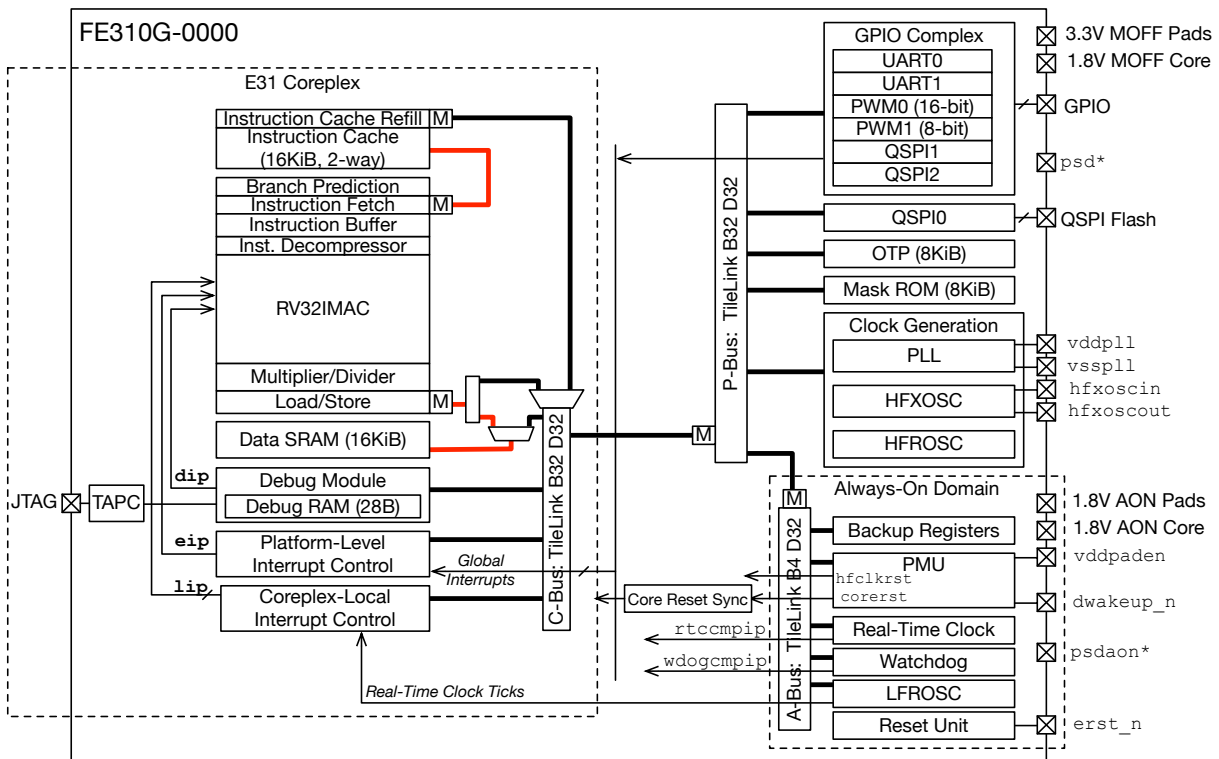 FE310G-0000
E31 Coreplex
Instruction Cache Refill
M
Instruction Cache
(16KiB, 2-way)
Branch Prediction
Instruction Fetch
M
Instruction Buffer
Inst. Decompressor
RV32IMAC
Multiplier/Divider
Load/Store
M
Data SRAM (16KiB)
dip
Debug Module
Debug RAM (28B)
JTAG
TAPC
eip
Platform-Level
Interrupt Control
lip
Coreplex-Local
Interrupt Control
Global
Interrupts
Real-Time Clock Ticks
C-Bus: TileLink B32 D32
Core Reset Sync
M
P-Bus: TileLink B32 D32
GPIO Complex
UART0
UART1
PWM0 (16-bit)
PWM1 (8-bit)
QSPI1
QSPI2
QSPI0
OTP (8KiB)
Mask ROM (8KiB)
Clock Generation
PLL
HFXOSC
HFROSC
M
A-Bus: TileLink B4 D32
Always-On Domain
Backup Registers
PMU
hfclkrst
corerst
rtccmpip
Real-Time Clock
wdogcmpip
Watchdog
LFROSC
Reset Unit
3.3V MOFF Pads
1.8V MOFF Core
GPIO
psd*
QSPI Flash
vddpll
vsspll
hfxoscin
hfxoscout
1.8V AON Pads
1.8V AON Core
vddpaden
dwakeup_n
psdaon*
erst_n